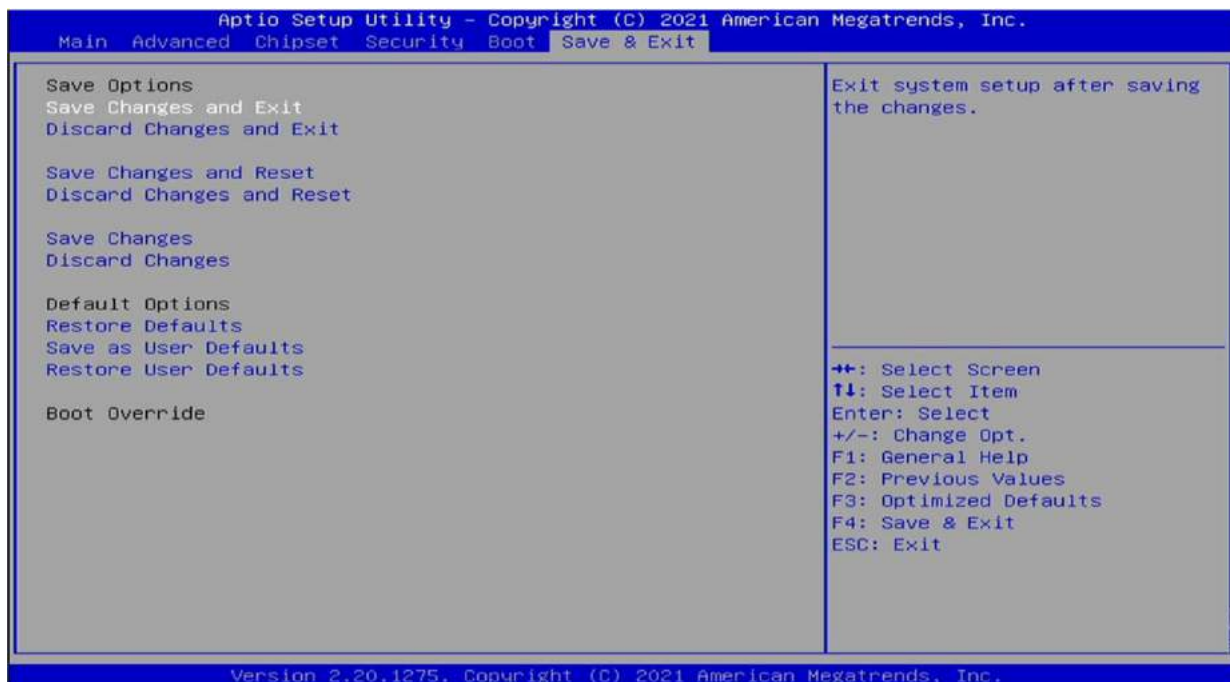 Aptio Setup Utility - Copyright (C) 2021 American Megatrends, Inc.
Main Advanced Chipset Security Boot Save & Exit
Save Options
Save Changes and Exit
Discard Changes and Exit
Save Changes and Reset
Discard Changes and Reset
Save Changes
Discard Changes
Default Options
Restore Defaults
Save as User Defaults
Restore User Defaults
Boot Override
Exit system setup after saving
the changes.
→←: Select Screen
↑↓: Select Item
Enter: Select
+/-: Change Opt.
F1: General Help
F2: Previous Values
F3: Optimized Defaults
F4: Save & Exit
ESC: Exit
Version 2.20.1275. Copyright (C) 2021 American Megatrends, Inc.